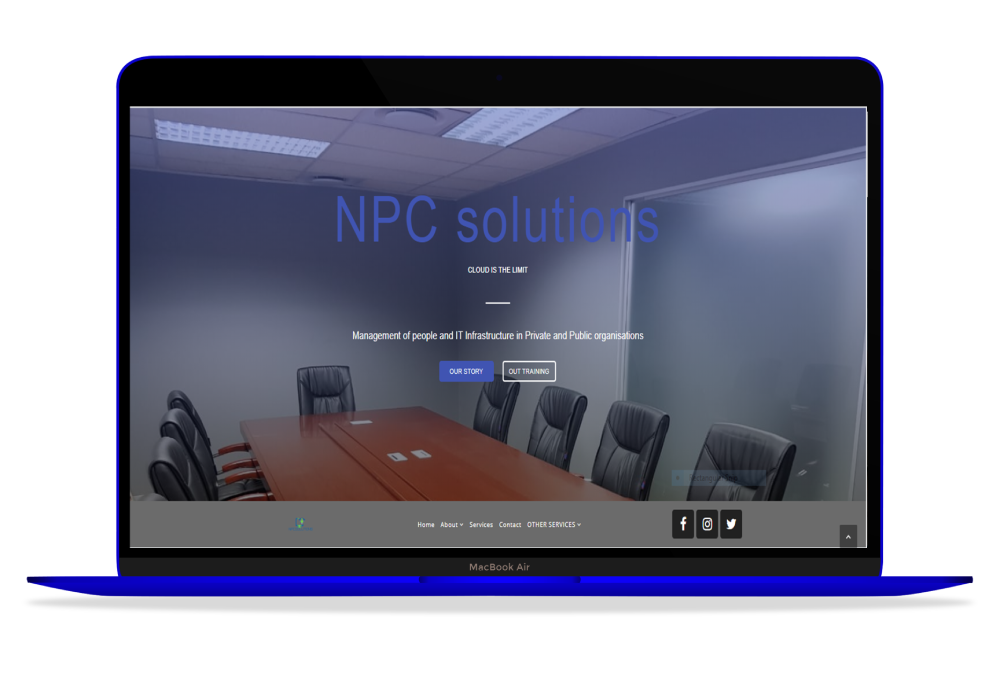 NPC solutions
CLOUD IS THE LIMIT
Management of people and IT Infrastructure in Private and Public organisations
OUR STORY
OUT TRAINING
Home About Services Contact OTHER SERVICES
MacBook Air